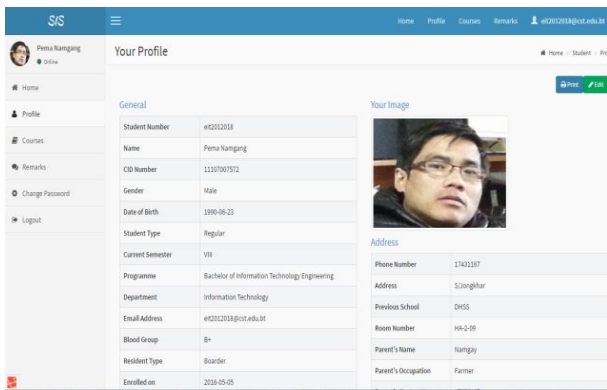 SIS
Home Profile Courses Remarks eit2012018@cst.edu.bt
Pema Namgang
Online
Your Profile
Home > Student > Pro
Print Edit
Home
Profile
Courses
Remarks
Change Password
Logout
General
Student Number eit2012018
Name Pema Namgang
CID Number 11107007572
Gender Male
Date of Birth 1990-06-23
Student Type Regular
Current Semester VIII
Programme Bachelor of Information Technology Engineering
Department Information Technology
Email Address eit2012018@cst.edu.bt
Blood Group B+
Resident Type Boarder
Enrolled on 2016-05-05
Your Image
Address
Phone Number 17431167
Address S/Jongkhar
Previous School DHSS
Room Number HA-2-09
Parent's Name Namgay
Parent's Occupation Farmer